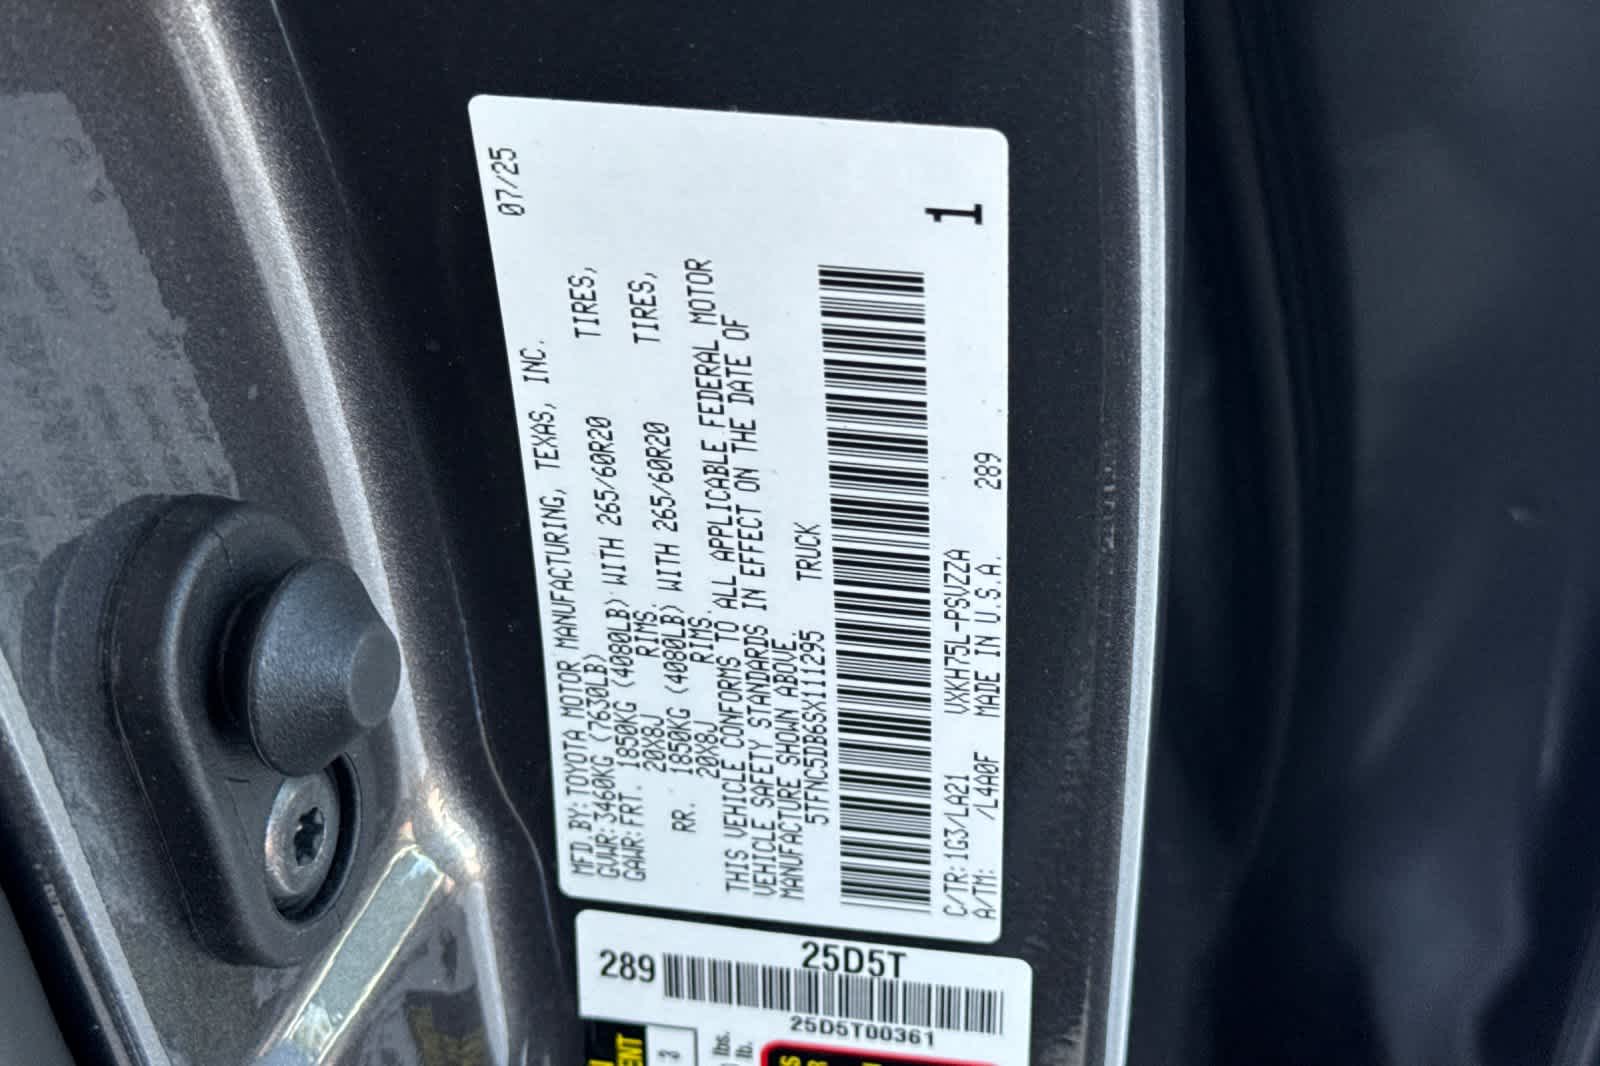 07/25
MFD.BY:TOYOTA MOTOR MANUFACTURING, TEXAS, INC.
GVWR:3460KG (7630LB)
GAWR:FRT. 1850KG (4080LB) WITH 265/60R20 TIRES,
20X8J RIMS.
RR. 1850KG (4080LB) WITH 265/60R20 TIRES,
20X8J RIMS.
THIS VEHICLE CONFORMS TO ALL APPLICABLE FEDERAL MOTOR
VEHICLE SAFETY STANDARDS IN EFFECT ON THE DATE OF
MANUFACTURE SHOWN ABOVE.
5TFNC5DB6SX111295 TRUCK
1
C/TR:1G3/LA21 VXKH75L-PSVZZA
A/TM: /L4A0F MADE IN U.S.A. 289
25D5T
289
25D5T00361
lbs.
lb.
3